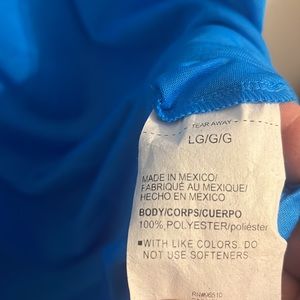 TEAR AWAY
LG/G/G
MADE IN MEXICO/
FABRIQUÉ AU MEXIQUE/
HECHO EN MEXICO
BODY/CORPS/CUERPO
100% POLYESTER/poliéster
■WITH LIKE COLORS. DO
NOT USE SOFTENERS.